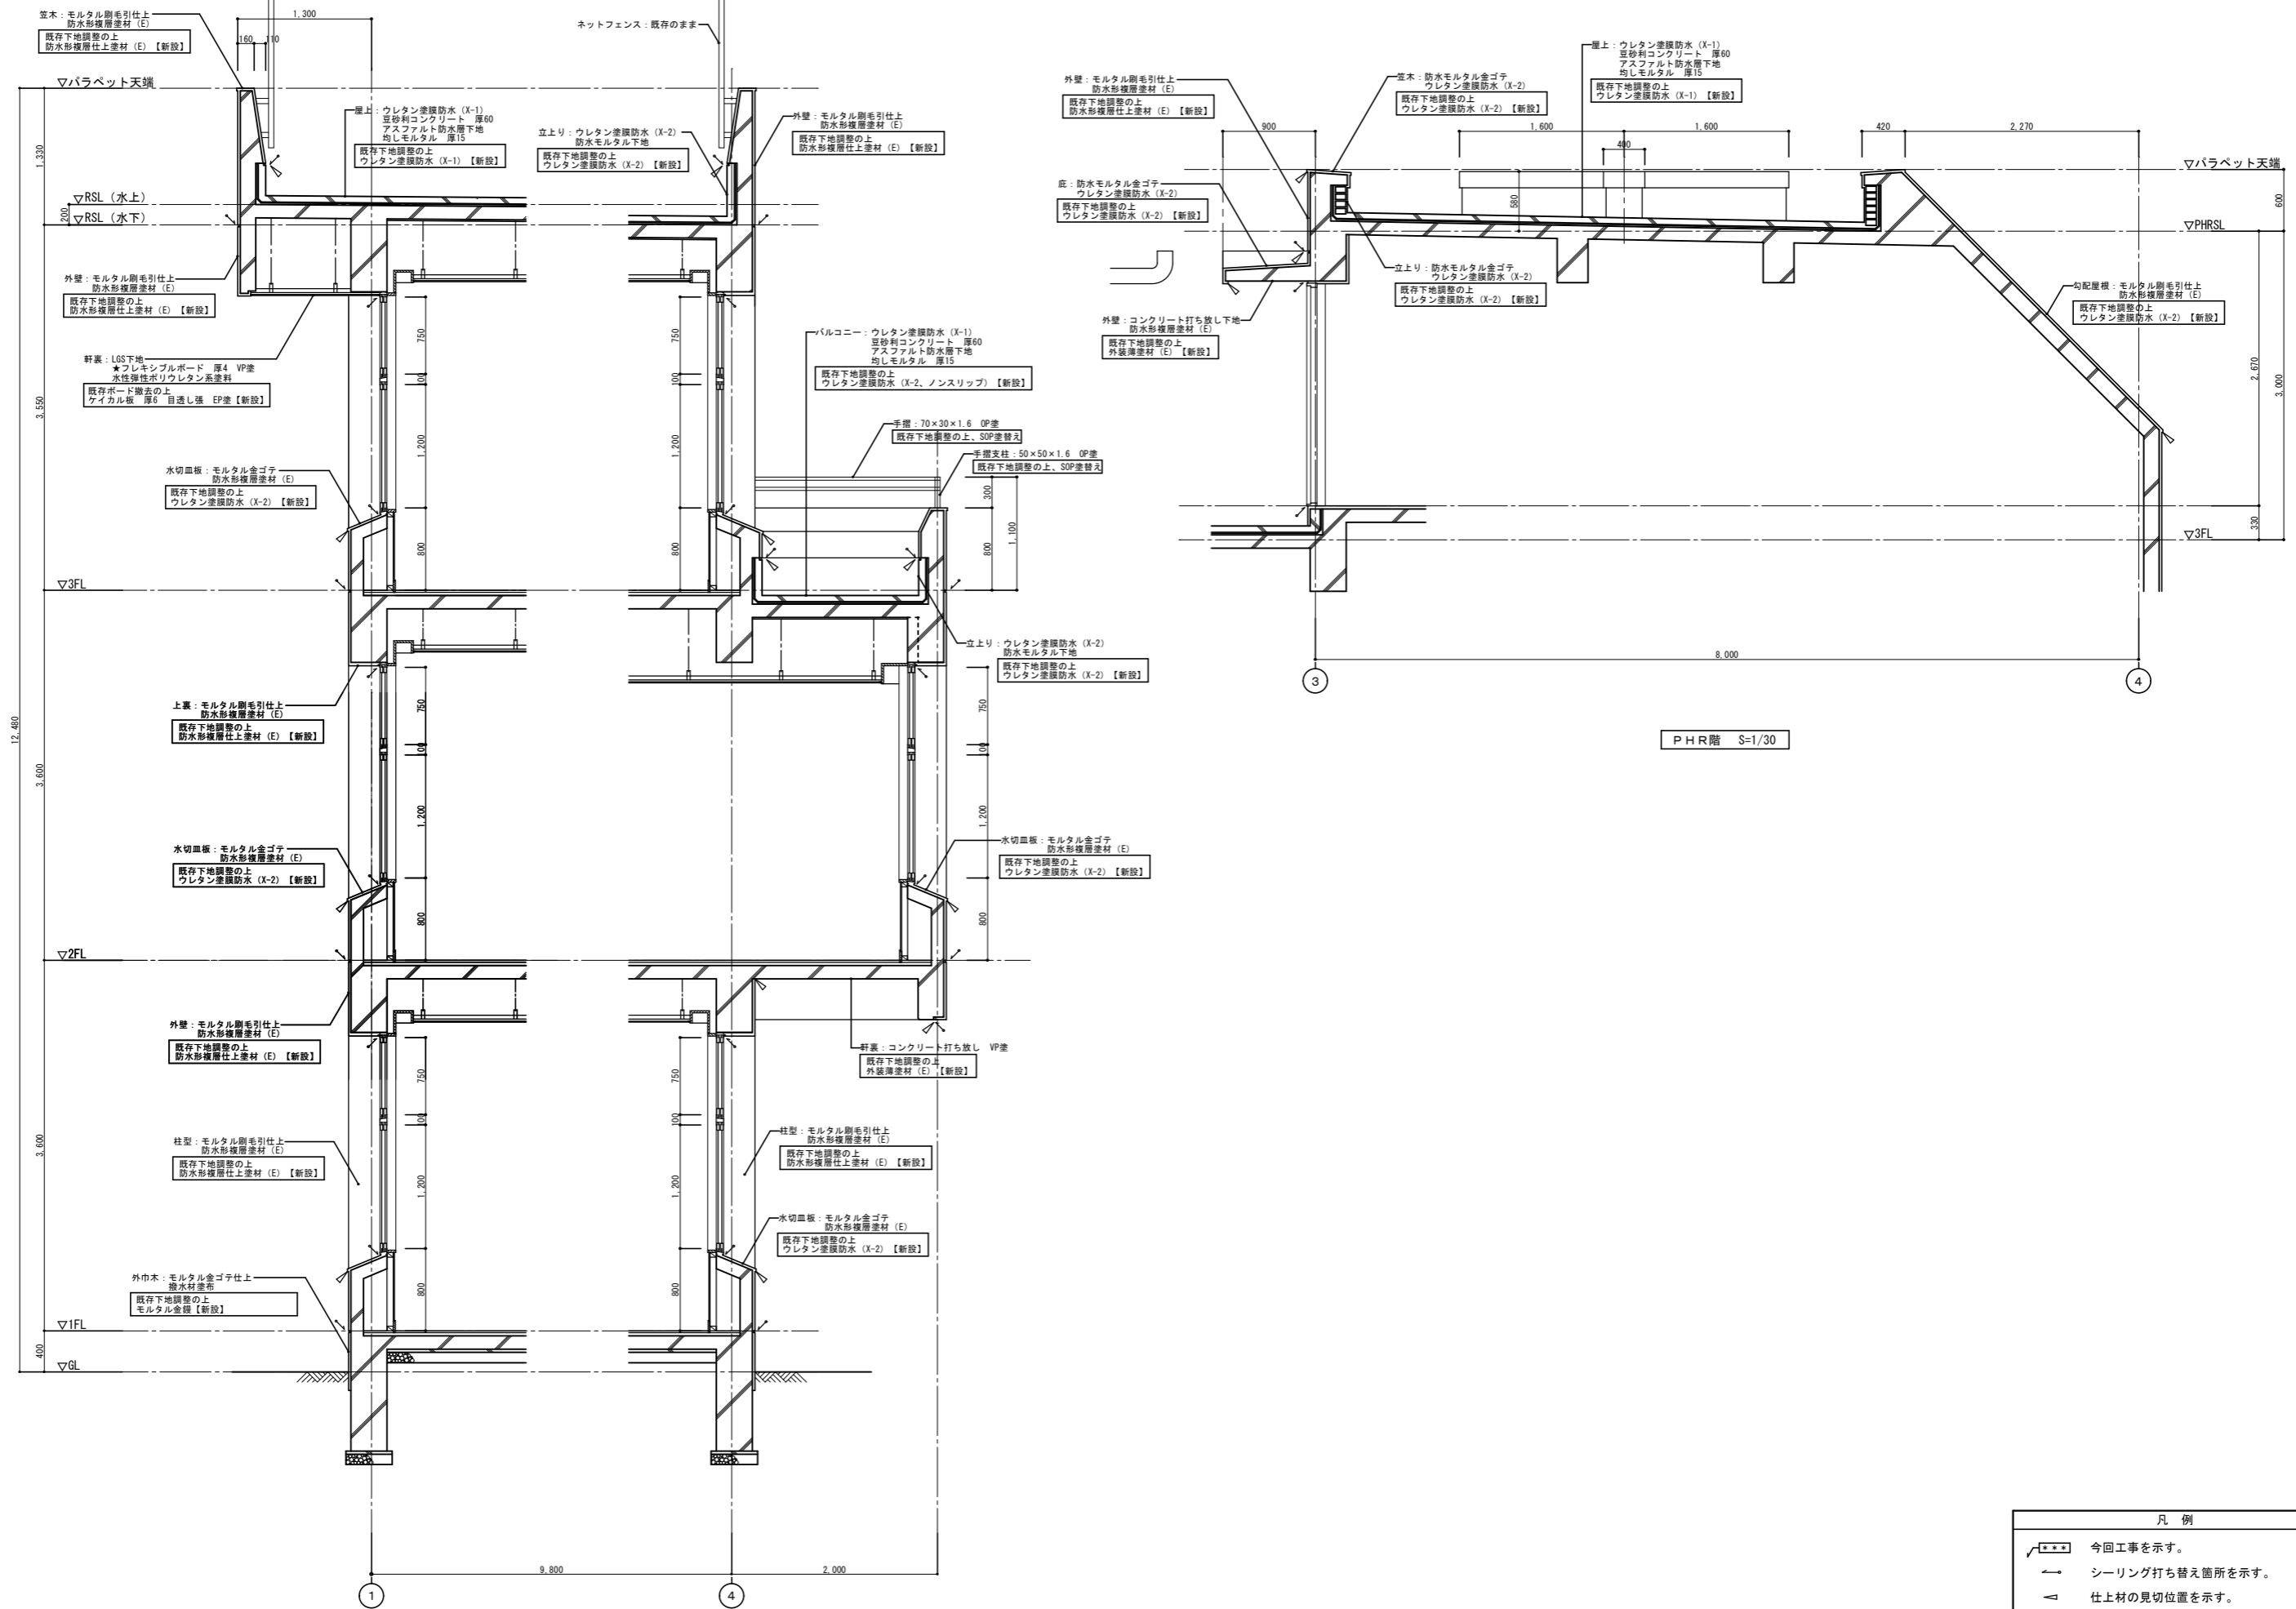 笠木：モルタル刷毛引仕上
防水形複層塗材（E）
既存下地調整の上
防水形複層仕上塗材（E）【新設】
1,300
160
110
ネットフェンス：既存のまま
▽パラペット天端
屋上：ウレタン塗膜防水（X-1）
豆砂利コンクリート　厚60
アスファルト防水層下地
均しモルタル　厚15
既存下地調整の上
ウレタン塗膜防水（X-1）【新設】
立上り：ウレタン塗膜防水（X-2）
防水モルタル下地
既存下地調整の上
ウレタン塗膜防水（X-2）【新設】
外壁：モルタル刷毛引仕上
防水形複層塗材（E）
既存下地調整の上
防水形複層仕上塗材（E）【新設】
1,330
▽RSL（水上）
200
▽RSL（水下）
外壁：モルタル刷毛引仕上
防水形複層塗材（E）
既存下地調整の上
防水形複層仕上塗材（E）【新設】
軒裏：LGS下地
★フレキシブルボード　厚4　VP塗
水性弾性ポリウレタン系塗料
既存ボード撤去の上
ケイカル板　厚6　目透し張　EP塗【新設】
3,550
750
100
1,200
800
750
100
1,200
800
バルコニー：ウレタン塗膜防水（X-1）
豆砂利コンクリート　厚60
アスファルト防水層下地
均しモルタル　厚15
既存下地調整の上
ウレタン塗膜防水（X-2、ノンスリップ）【新設】
手摺：70×30×1.6　OP塗
既存下地調整の上、SOP塗替え
手摺支柱：50×50×1.6　OP塗
既存下地調整の上、SOP塗替え
300
800
1,100
水切皿板：モルタル金ゴテ
防水形複層塗材（E）
既存下地調整の上
ウレタン塗膜防水（X-2）【新設】
▽3FL
立上り：ウレタン塗膜防水（X-2）
防水モルタル下地
既存下地調整の上
ウレタン塗膜防水（X-2）【新設】
上裏：モルタル刷毛引仕上
防水形複層塗材（E）
既存下地調整の上
防水形複層仕上塗材（E）【新設】
12,480
3,600
750
100
1,200
800
750
100
1,200
800
水切皿板：モルタル金ゴテ
防水形複層塗材（E）
既存下地調整の上
ウレタン塗膜防水（X-2）【新設】
水切皿板：モルタル金ゴテ
防水形複層塗材（E）
既存下地調整の上
ウレタン塗膜防水（X-2）【新設】
▽2FL
外壁：モルタル刷毛引仕上
防水形複層塗材（E）
既存下地調整の上
防水形複層仕上塗材（E）【新設】
軒裏：コンクリート打ち放し　VP塗
既存下地調整の上
外装薄塗材（E）【新設】
3,600
750
100
1,200
800
750
100
1,200
800
柱型：モルタル刷毛引仕上
防水形複層塗材（E）
既存下地調整の上
防水形複層仕上塗材（E）【新設】
柱型：モルタル刷毛引仕上
防水形複層塗材（E）
既存下地調整の上
防水形複層仕上塗材（E）【新設】
水切皿板：モルタル金ゴテ
防水形複層塗材（E）
既存下地調整の上
ウレタン塗膜防水（X-2）【新設】
外巾木：モルタル金ゴテ仕上
撥水材塗布
既存下地調整の上
モルタル金鏝【新設】
▽1FL
400
▽GL
9,800
2,000
1
4
外壁：モルタル刷毛引仕上
防水形複層塗材（E）
既存下地調整の上
防水形複層仕上塗材（E）【新設】
笠木：防水モルタル金ゴテ
ウレタン塗膜防水（X-2）
既存下地調整の上
ウレタン塗膜防水（X-2）【新設】
屋上：ウレタン塗膜防水（X-1）
豆砂利コンクリート　厚60
アスファルト防水層下地
均しモルタル　厚15
既存下地調整の上
ウレタン塗膜防水（X-1）【新設】
900
1,600
1,600
400
420
2,270
▽パラペット天端
庇：防水モルタル金ゴテ
ウレタン塗膜防水（X-2）
既存下地調整の上
ウレタン塗膜防水（X-2）【新設】
580
600
▽PHRSL
立上り：防水モルタル金ゴテ
ウレタン塗膜防水（X-2）
既存下地調整の上
ウレタン塗膜防水（X-2）【新設】
勾配屋根：モルタル刷毛引仕上
防水形複層塗材（E）
既存下地調整の上
ウレタン塗膜防水（X-2）【新設】
外壁：コンクリート打ち放し下地
防水形複層塗材（E）
既存下地調整の上
外装薄塗材（E）【新設】
2,670
3,000
330
▽3FL
8,000
3
4
ＰＨＲ階　S=1/30
凡　例
***　今回工事を示す。
シーリング打ち替え箇所を示す。
仕上材の見切位置を示す。